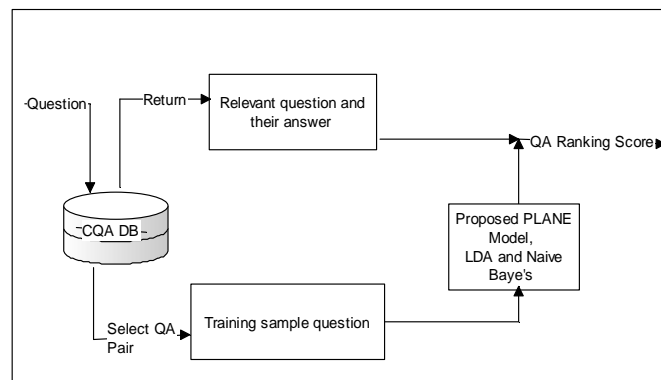 Question
Return
Relevant question and
their answer
QA Ranking Score
CQA DB
Proposed PLANE
Model,
LDA and Naive
Baye's
Select QA
Pair
Training sample question